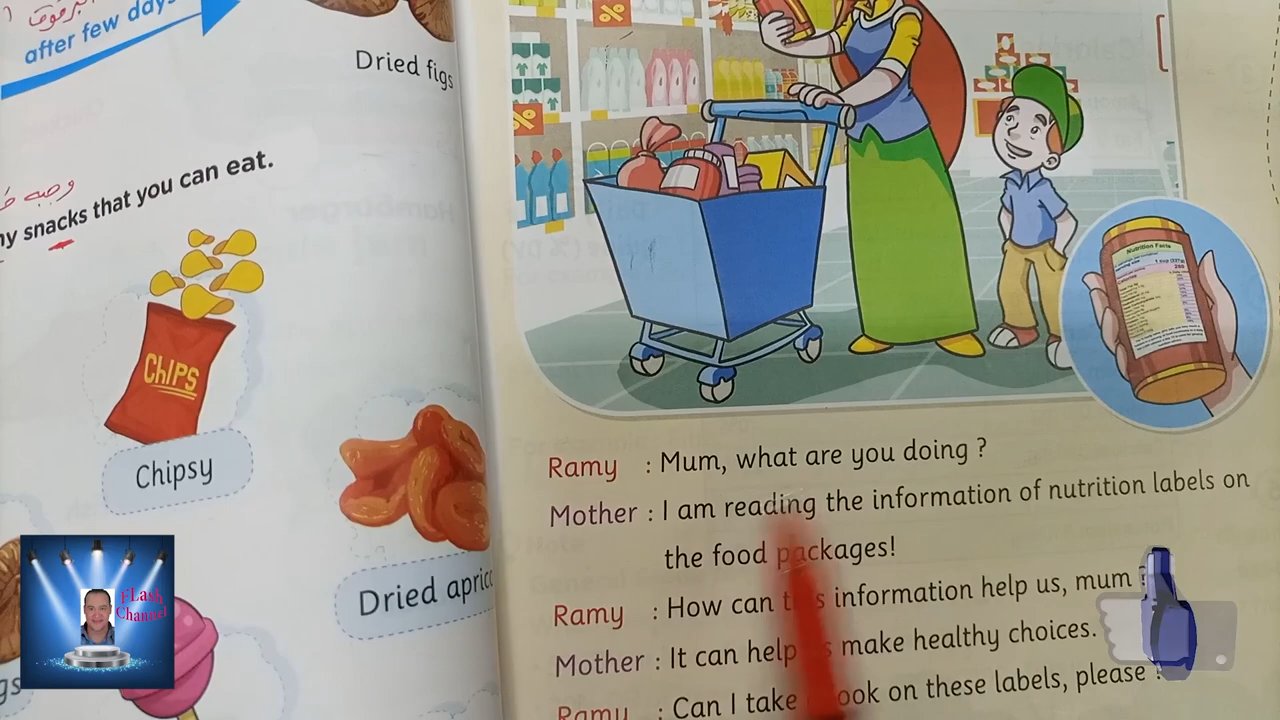 after few days
Dried figs
snacks that you can eat.
CHIPS
Chipsy
Dried
FLash
Channel
%
%
Nutrition Facts
Ramy : Mum, what are you doing ?
Mother : I am reading the information of nutrition labels on
the food packages!
Ramy : How can this information help us, mum
Mother : It can help us make healthy choices.
Ramy : Can I take look on these labels, please